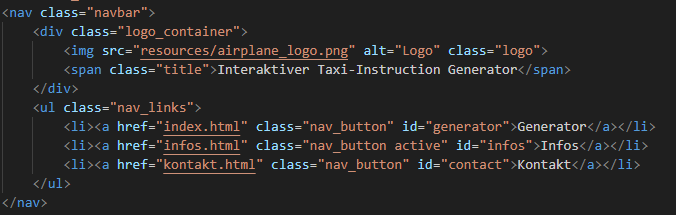 <nav class="navbar">
<div class="logo_container">
<img src="resources/airplane_logo.png" alt="Logo" class="logo">
<span class="title">Interaktiver Taxi-Instruction Generator</span>
</div>
<ul class="nav_links">
<li><a href="index.html" class="nav_button" id="generator">Generator</a></li>
<li><a href="infos.html" class="nav_button active" id="infos">Infos</a></li>
<li><a href="kontakt.html" class="nav_button" id="contact">Kontakt</a></li>
</ul>
</nav>